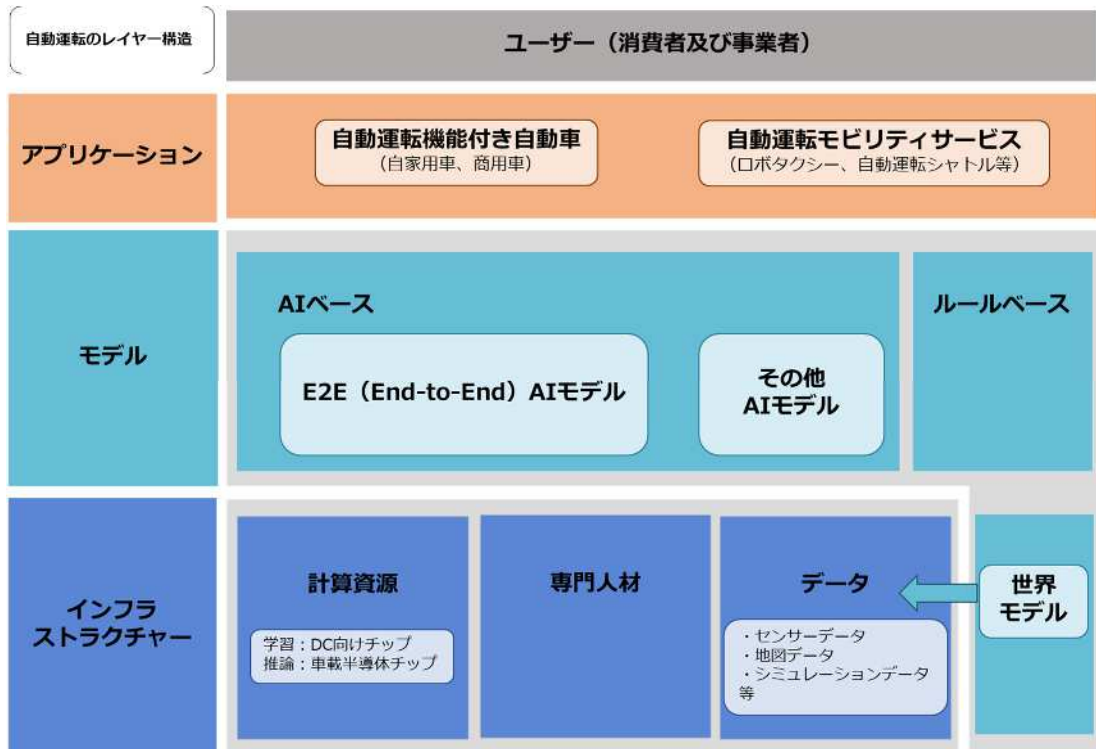 自動運転のレイヤー構造
ユーザー（消費者及び事業者）
アプリケーション
自動運転機能付き自動車
（自家用車、商用車）
自動運転モビリティサービス
（ロボタクシー、自動運転シャトル等）
モデル
AIベース
E2E（End-to-End）AIモデル
その他
AIモデル
ルールベース
インフラ
ストラクチャー
計算資源
学習：DC向けチップ
推論：車載半導体チップ
専門人材
データ
・センサーデータ
・地図データ
・シミュレーションデータ
等
世界
モデル